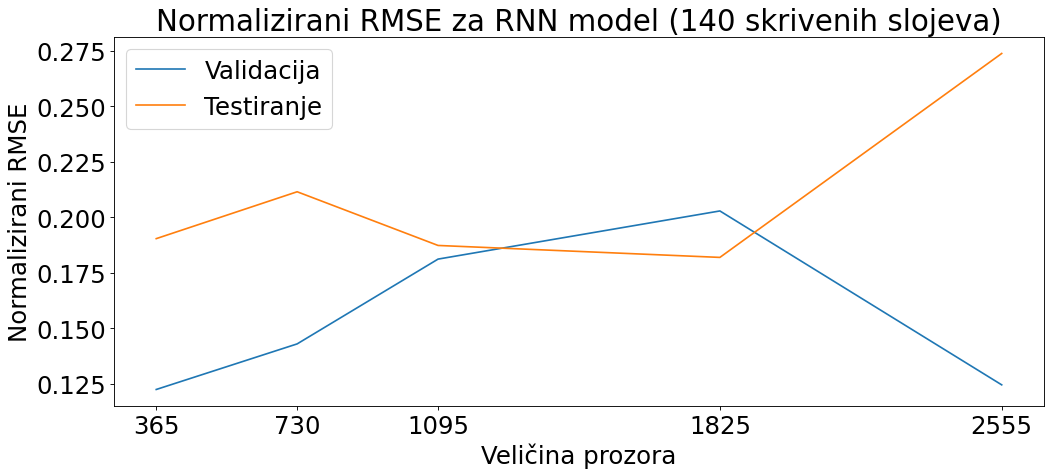 Normalizirani RMSE za RNN model (140 skrivenih slojeva)
Validacija
Testiranje
Normalizirani RMSE
0.275
0.250
0.225
0.200
0.175
0.150
0.125
365 730 1095 1825 2555
Veličina prozora